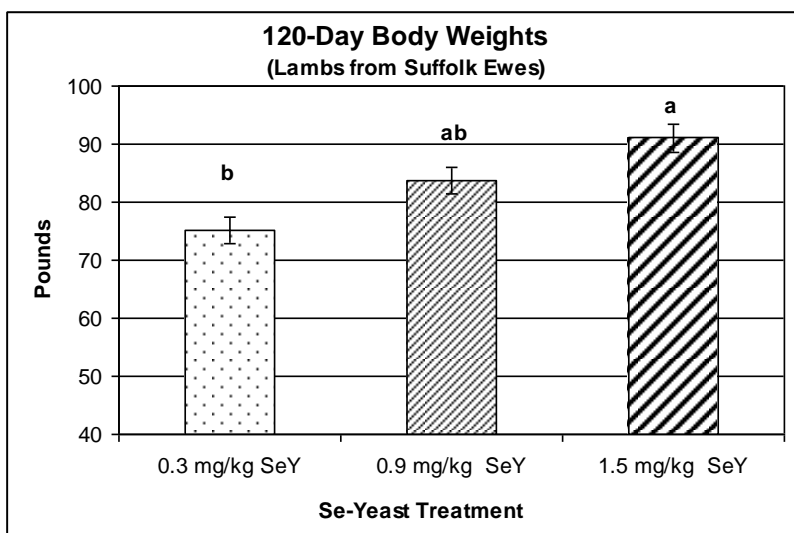 120-Day Body Weights
(Lambs from Suffolk Ewes)
100
90
80
70
60
50
40
Pounds
b
ab
a
0.3 mg/kg SeY
0.9 mg/kg SeY
1.5 mg/kg SeY
Se-Yeast Treatment